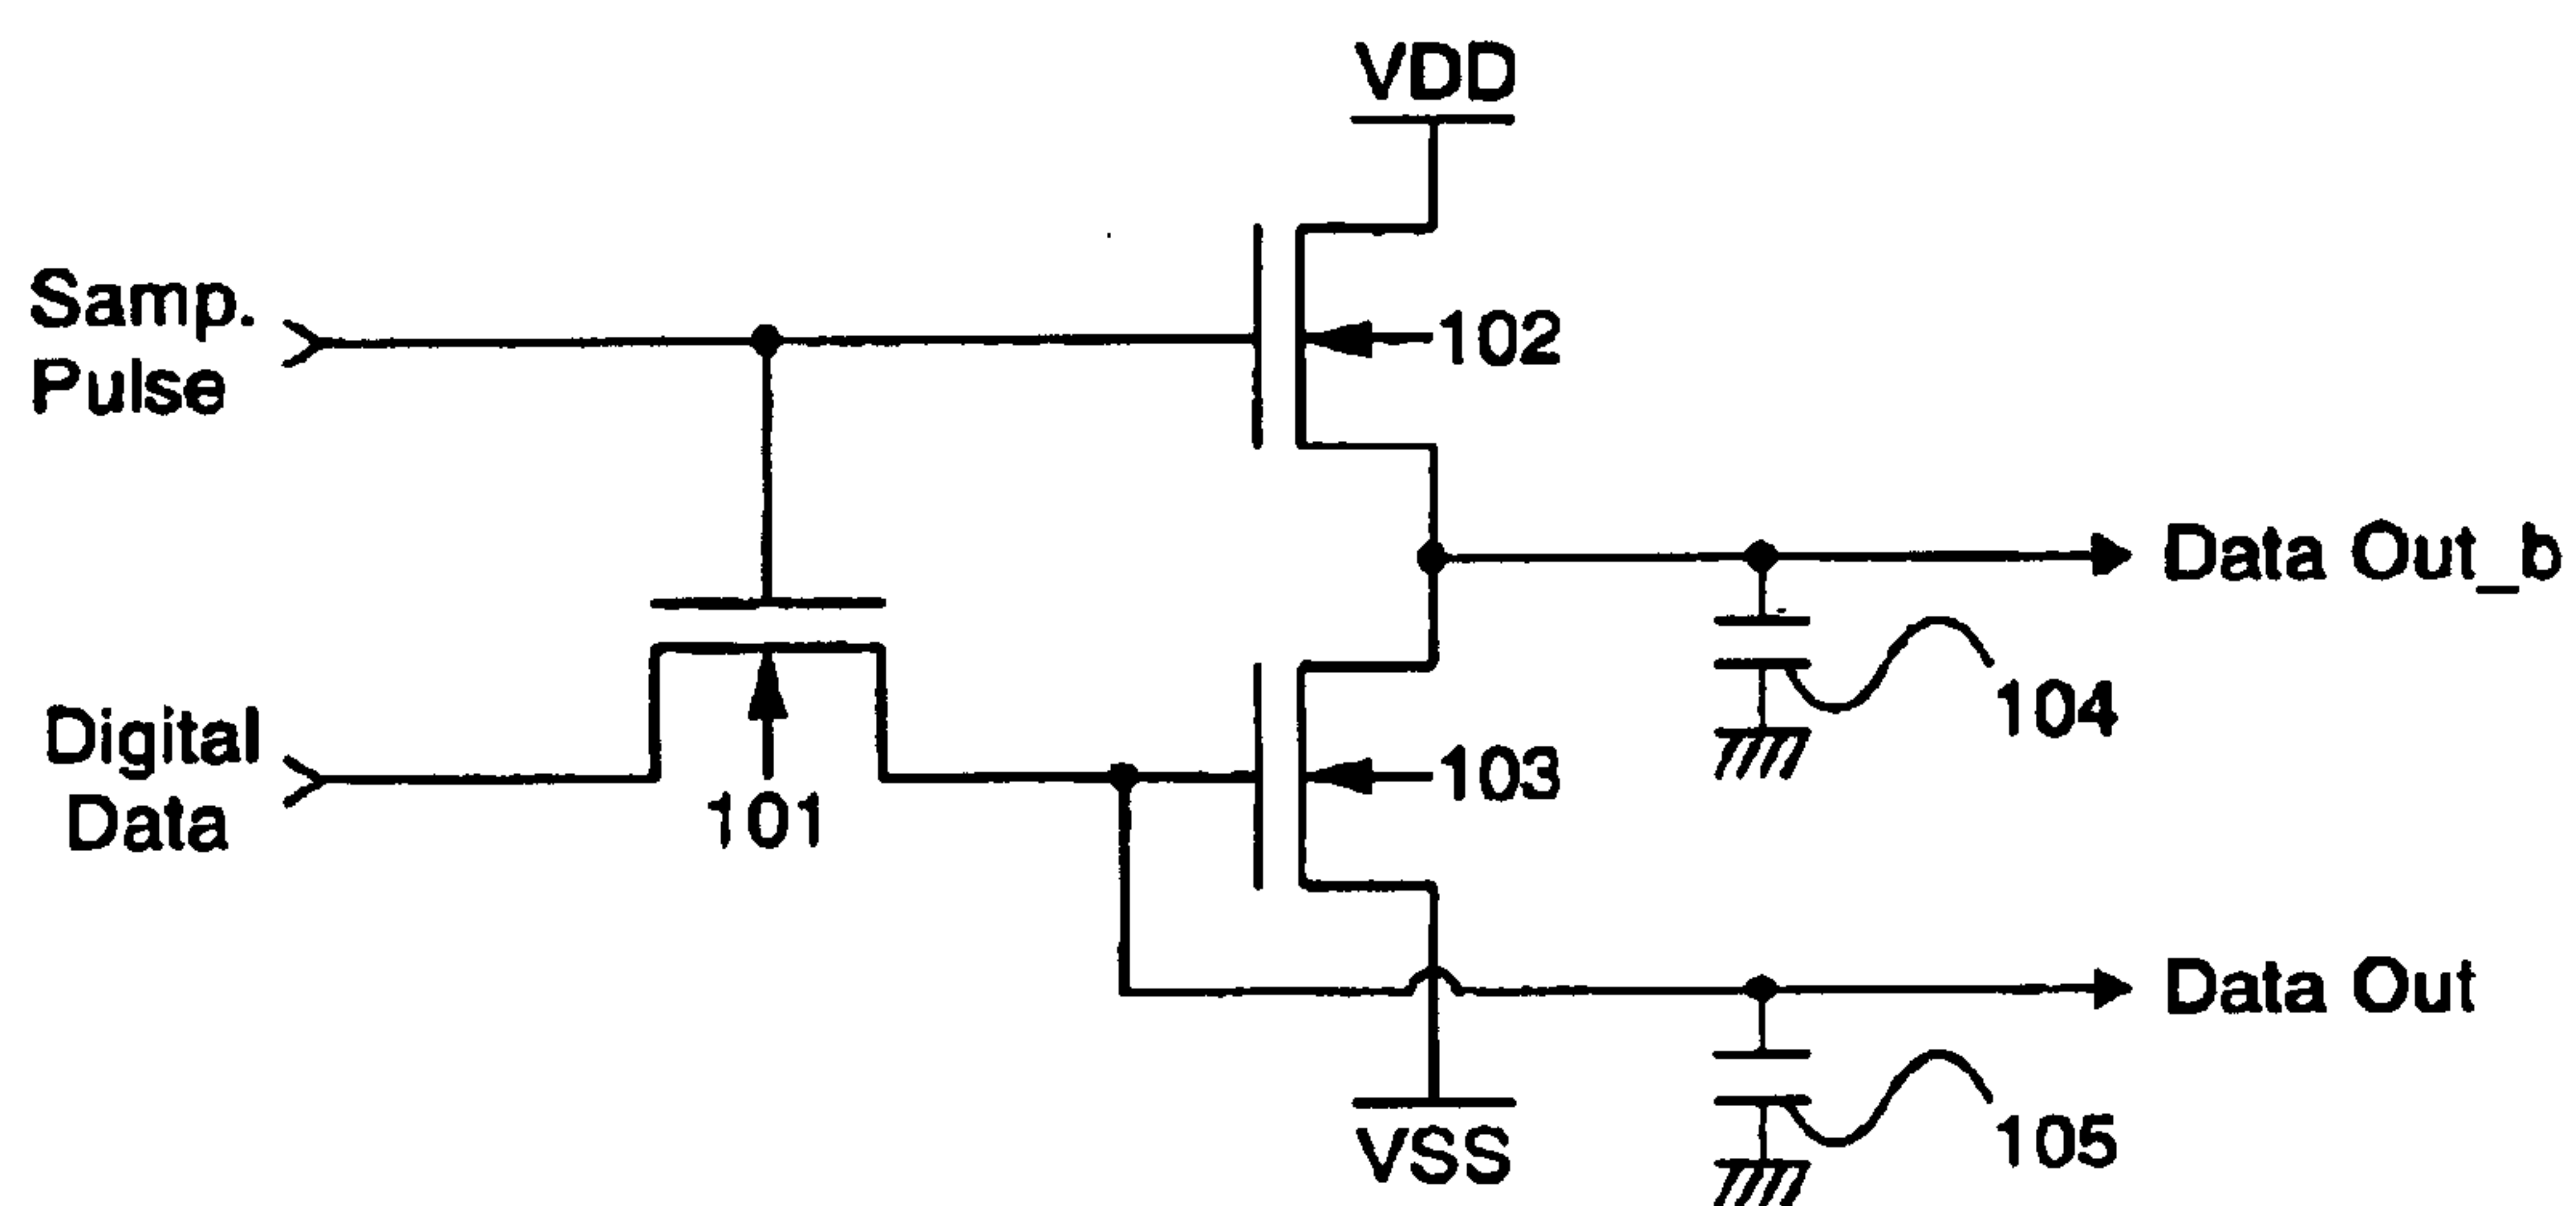 VDD
Samp.
Pulse
102
Data Out_b
104
Digital
Data
101
103
Data Out
105
VSS